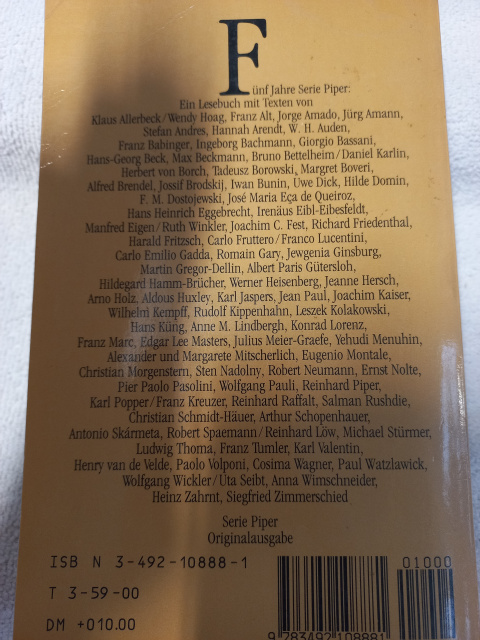 Fünf Jahre Serie Piper:
Ein Lesebuch mit Texten von
Klaus Allerbeck/Wendy Hoag, Franz Alt, Jorge Amado, Jürg Amann,
Stefan Andres, Hannah Arendt, W. H. Auden,
Franz Babinger, Ingeborg Bachmann, Giorgio Bassani,
Hans-Georg Beck, Max Beckmann, Bruno Bettelheim/Daniel Karlin,
Herbert von Borch, Tadeusz Borowski, Margret Boveri,
Alfred Brendel, Jossif Brodskij, Iwan Bunin, Uwe Dick, Hilde Domin,
F. M. Dostojewski, José Maria Eça de Queiroz,
Hans Heinrich Eggebrecht, Irenäus Eibl-Eibesfeldt,
Manfred Eigen/Ruth Winkler, Joachim C. Fest, Richard Friedenthal,
Harald Fritzsch, Carlo Fruttero/Franco Lucentini,
Carlo Emilio Gadda, Romain Gary, Jewgenia Ginsburg,
Martin Gregor-Dellin, Albert Paris Gütersloh,
Hildegard Hamm-Brücher, Werner Heisenberg, Jeanne Hersch,
Arno Holz, Aldous Huxley, Karl Jaspers, Jean Paul, Joachim Kaiser,
Wilhelm Kempff, Rudolf Kippenhahn, Leszek Kolakowski,
Hans Küng, Anne M. Lindbergh, Konrad Lorenz,
Franz Marc, Edgar Lee Masters, Julius Meier-Graefe, Yehudi Menuhin,
Alexander und Margarete Mitscherlich, Eugenio Montale,
Christian Morgenstern, Sten Nadolny, Robert Neumann, Ernst Nolte,
Pier Paolo Pasolini, Wolfgang Pauli, Reinhard Piper,
Karl Popper/Franz Kreuzer, Reinhard Raffalt, Salman Rushdie,
Christian Schmidt-Häuer, Arthur Schopenhauer,
Antonio Skármeta, Robert Spaemann/Reinhard Löw, Michael Stürmer,
Ludwig Thoma, Franz Tumler, Karl Valentin,
Henry van de Velde, Paolo Volponi, Cosima Wagner, Paul Watzlawick,
Wolfgang Wickler/Uta Seibt, Anna Wimschneider,
Heinz Zahrnt, Siegfried Zimmerschied
Serie Piper
Originalausgabe
ISB N 3-492-10888-1
01000
T 3-59-00
DM +010.00
9 783492 108881